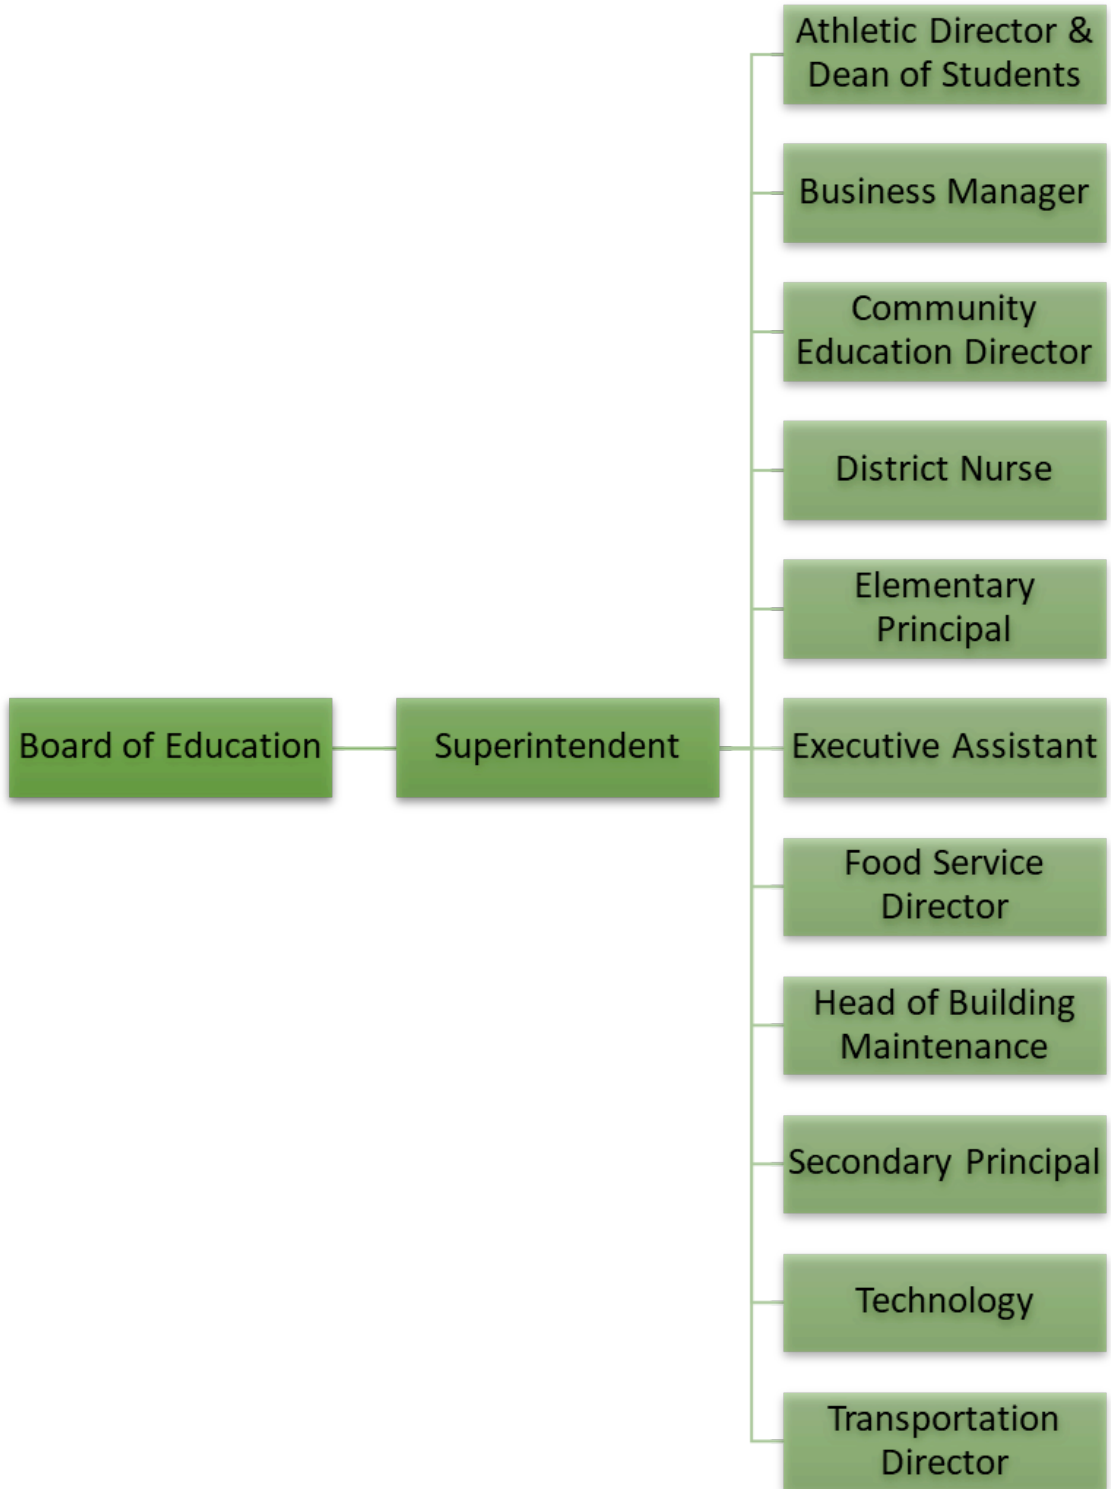 Board of Education
Superintendent
Athletic Director &
Dean of Students
Business Manager
Community
Education Director
District Nurse
Elementary
Principal
Executive Assistant
Food Service
Director
Head of Building
Maintenance
Secondary Principal
Technology
Transportation
Director